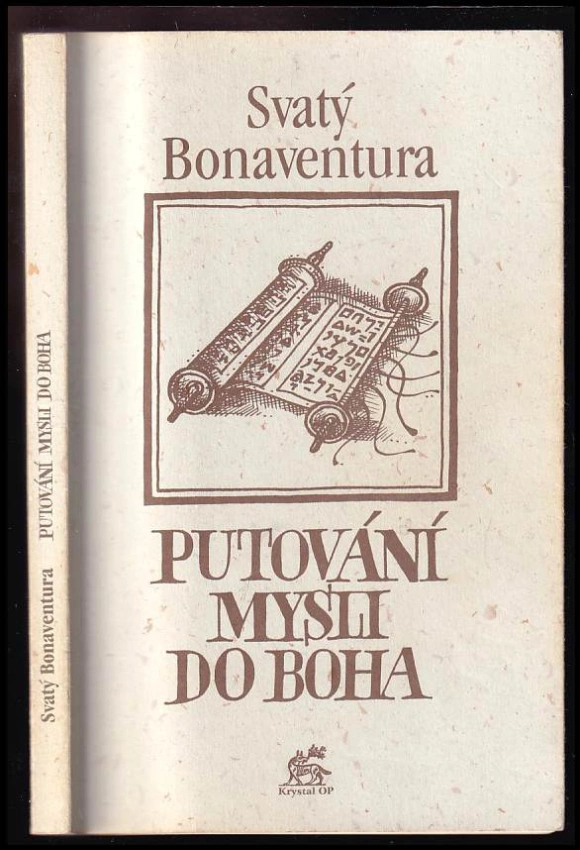 Svatý
Bonaventura
PUTOVÁNÍ
MYSLI
DO BOHA
Krystal OP
Svatý Bonaventura PUTOVÁNÍ MYSLI DO BOHA